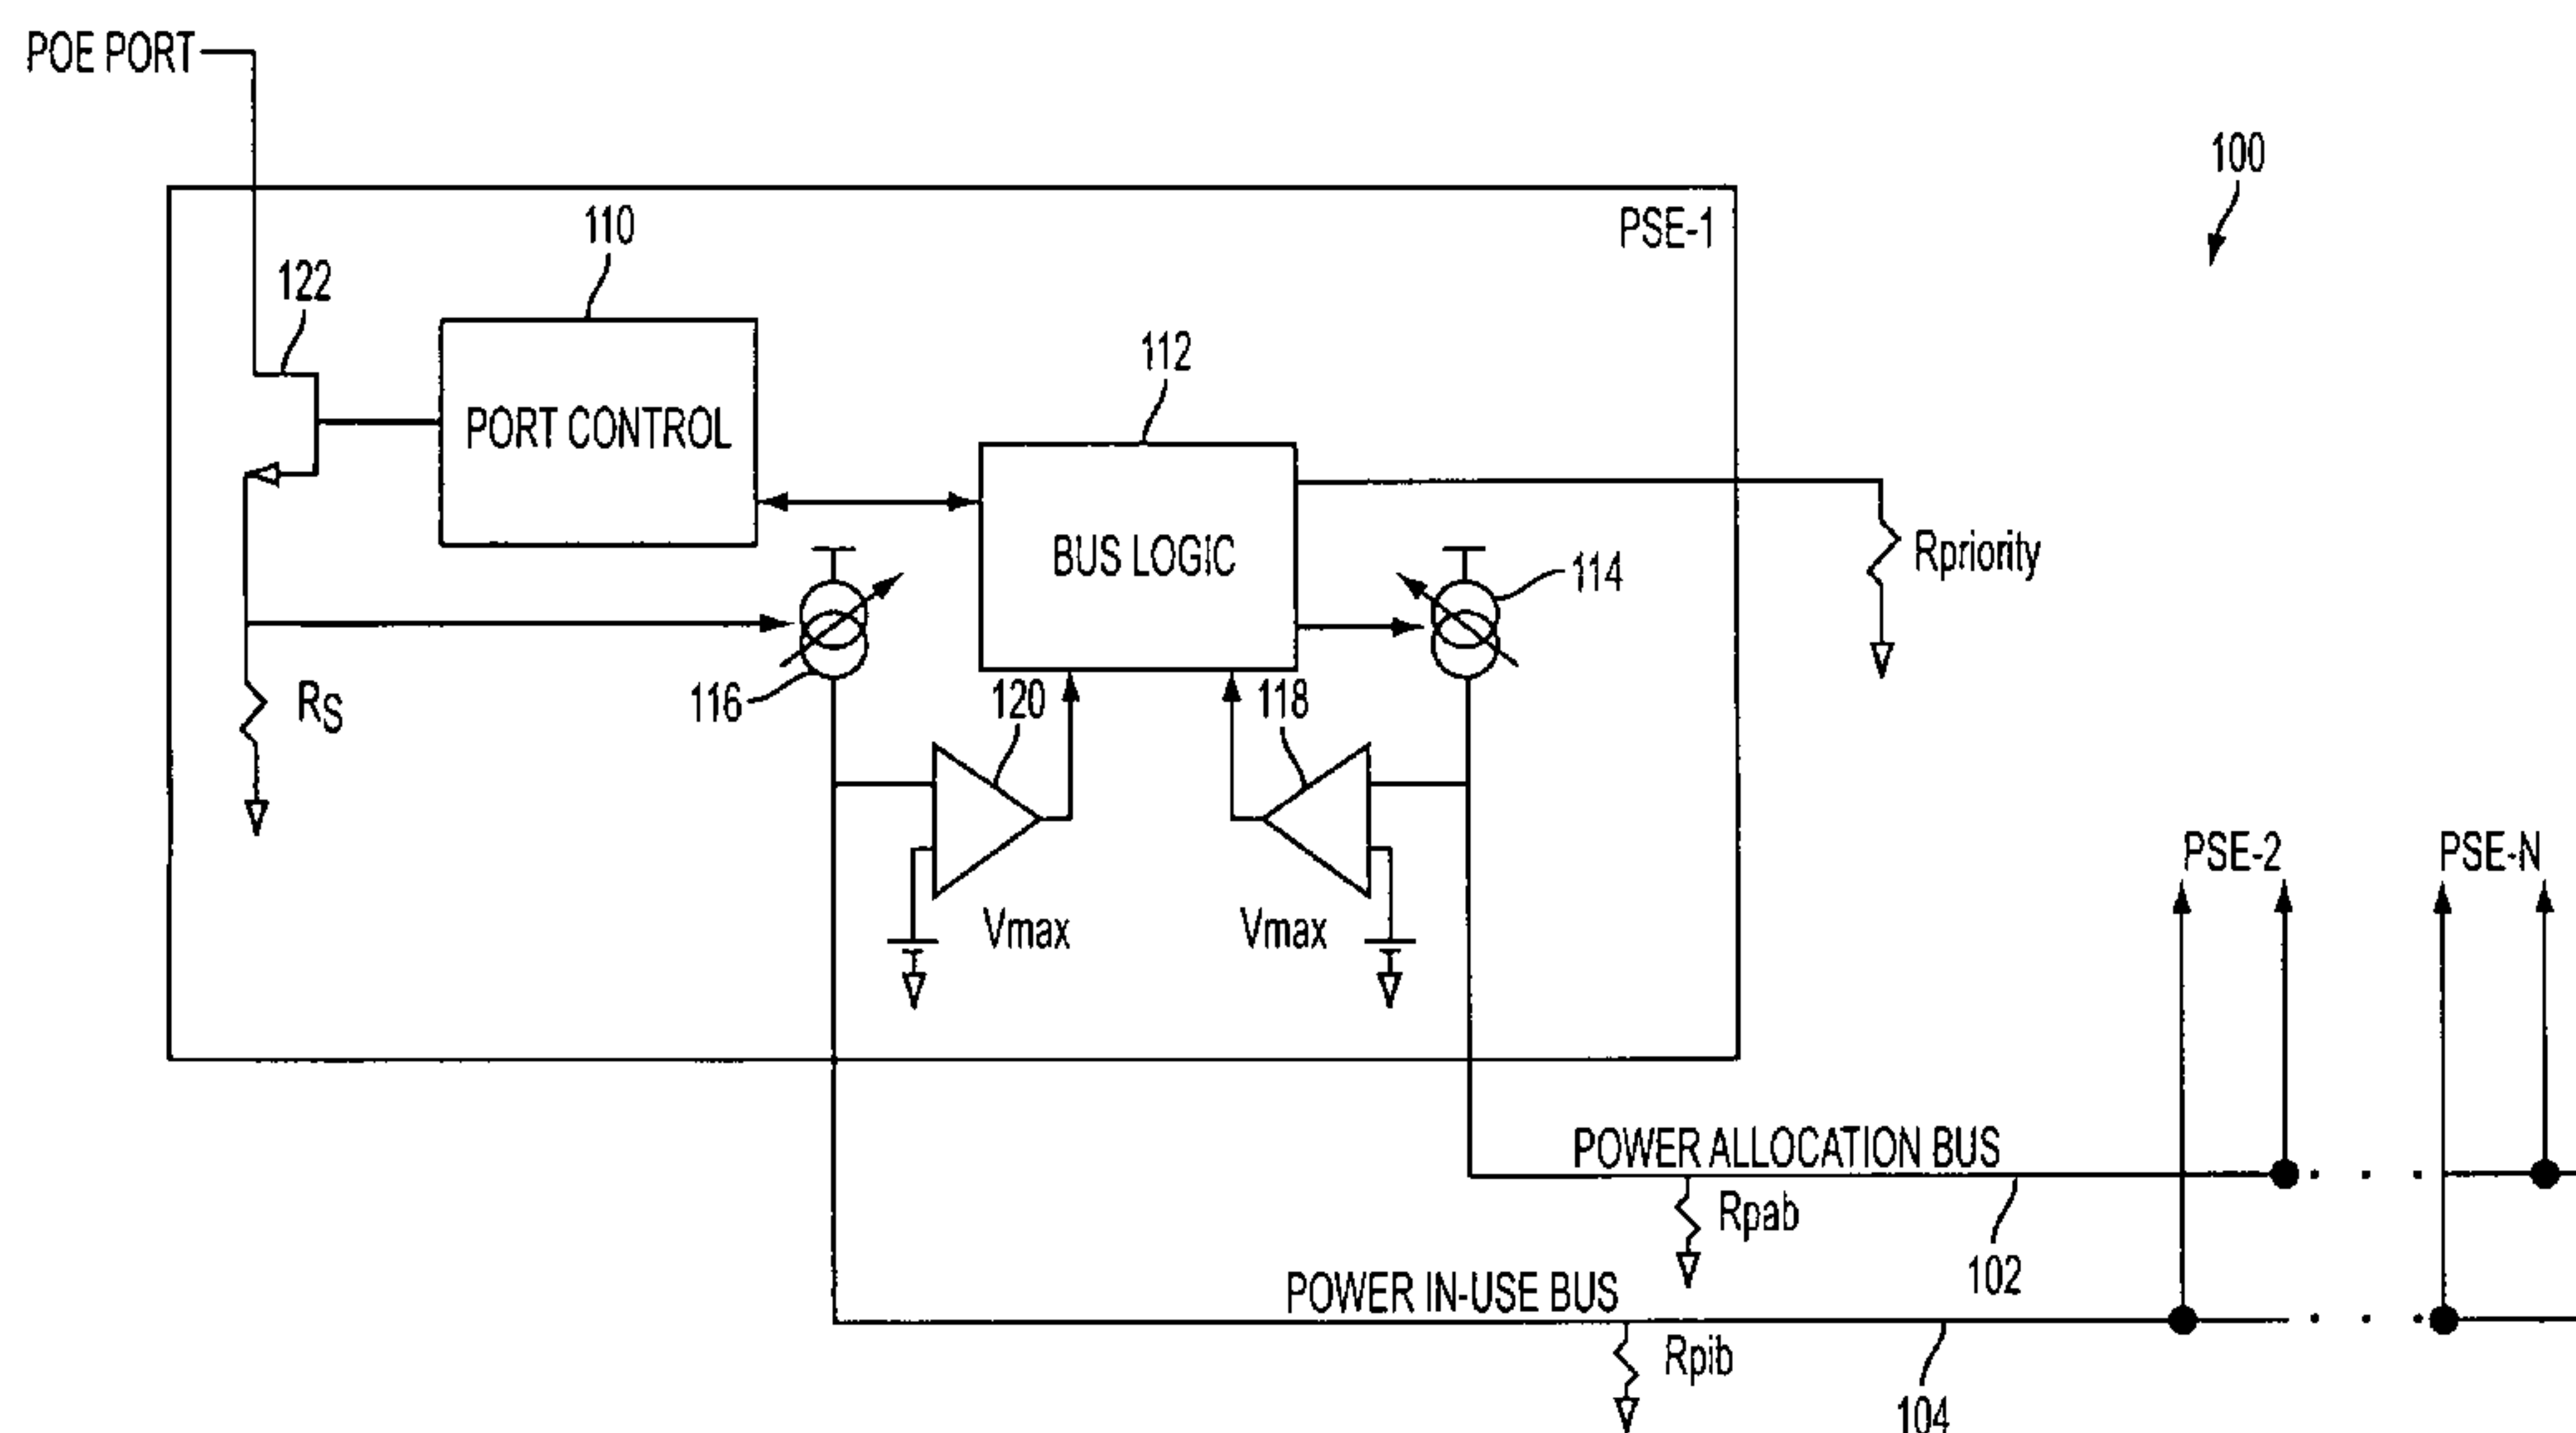 POE PORT
100
PSE-1
110
122
112
PORT CONTROL
BUS LOGIC
Rpriority
114
116
120
118
RS
Vmax
Vmax
PSE-2
PSE-N
POWER ALLOCATION BUS
Rpab
102
POWER IN-USE BUS
Rpib
104